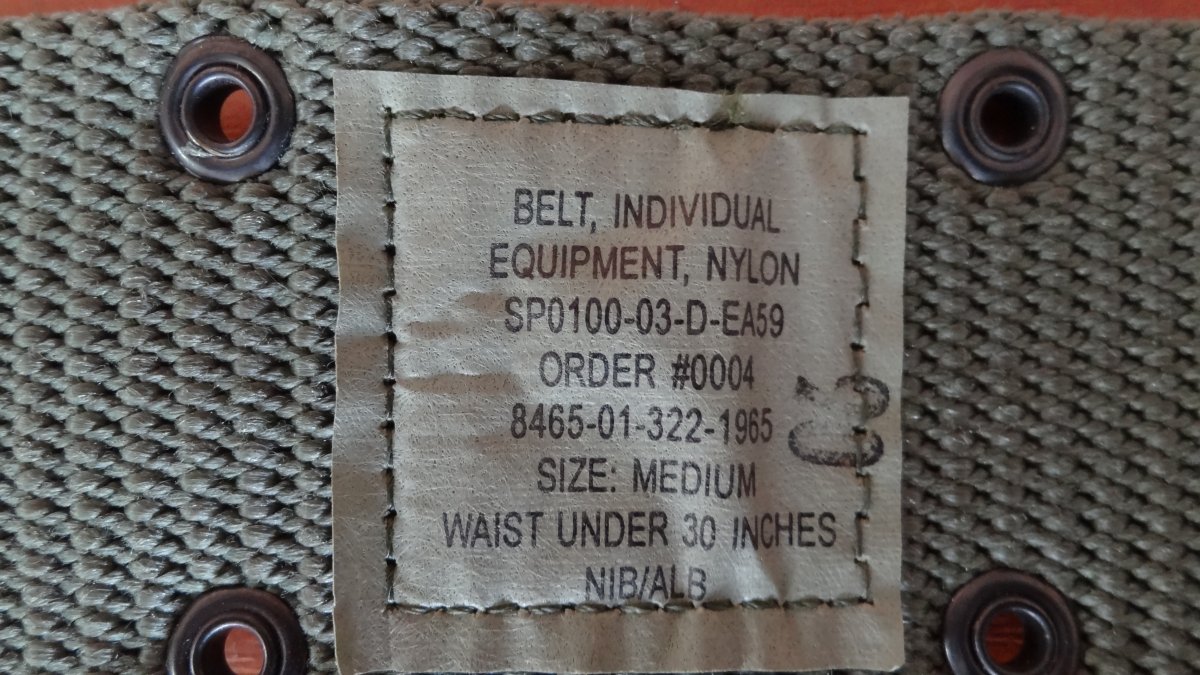 BELT, INDIVIDUAL
EQUIPMENT, NYLON
SP0100-03-D-EA59
ORDER #0004
8465-01-322-1965
SIZE: MEDIUM
WAIST UNDER 30 INCHES
NIB/ALB